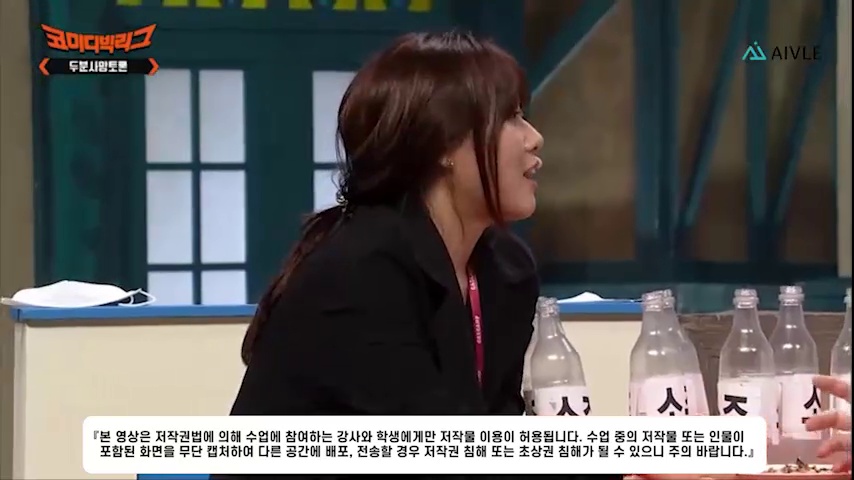 코미디빅리그
두분사망토론
AIVLE
소
주
소
『본 영상은 저작권법에 의해 수업에 참여하는 강사와 학생에게만 저작물 이용이 허용됩니다. 수업 중의 저작물 또는 인물이
포함된 화면을 무단 캡처하여 다른 공간에 배포, 전송할 경우 저작권 침해 또는 초상권 침해가 될 수 있으니 주의 바랍니다.』